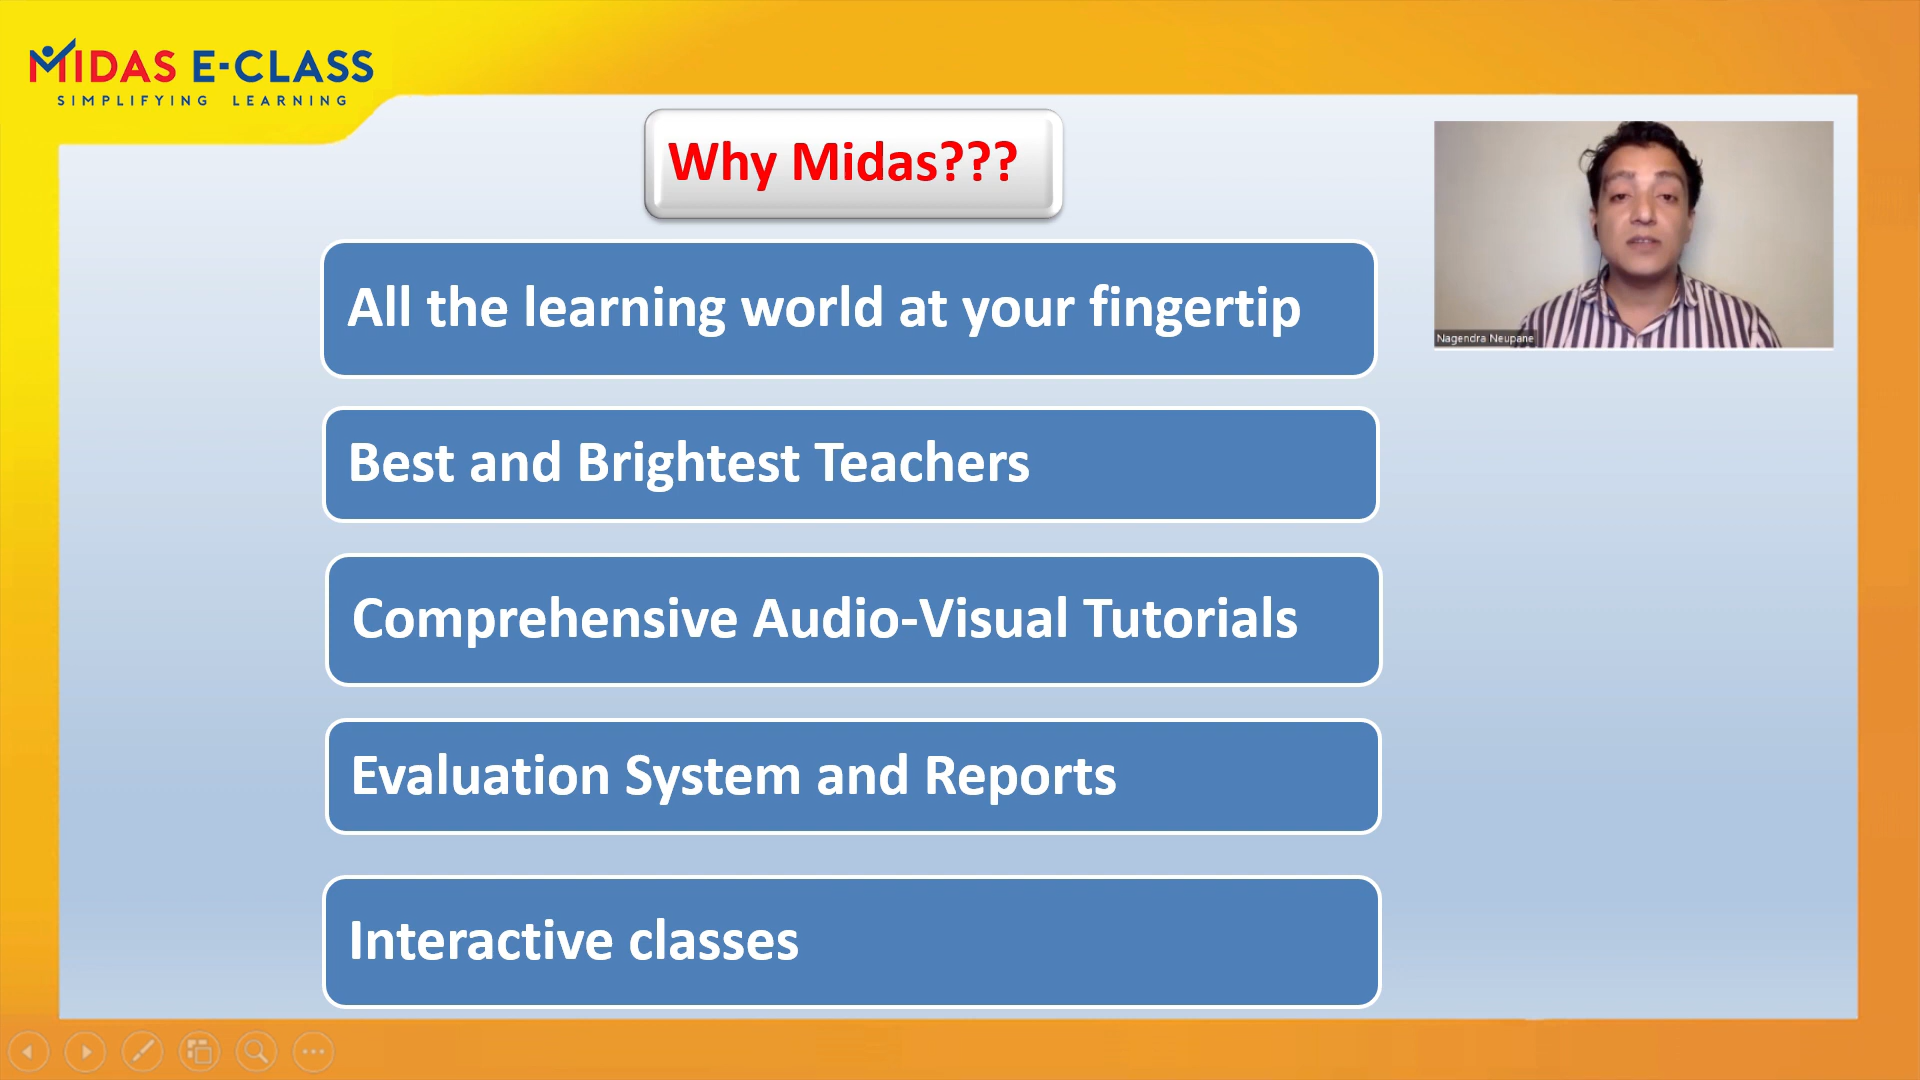 MIDAS E-CLASS
SIMPLIFYING LEARNING
Why Midas???
All the learning world at your fingertip
Nagendra Neupane
Best and Brightest Teachers
Comprehensive Audio-Visual Tutorials
Evaluation System and Reports
Interactive classes